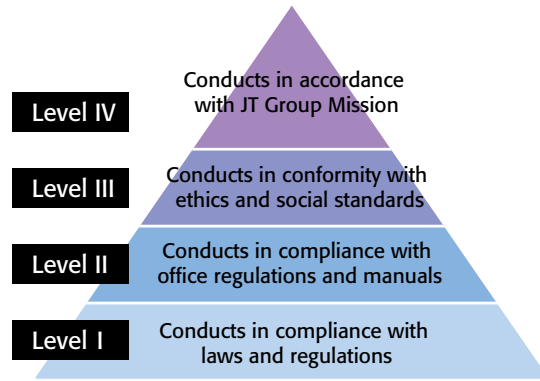 Conducts in accordance
with JT Group Mission
Level IV
Conducts in conformity with
ethics and social standards
Level III
Conducts in compliance with
office regulations and manuals
Level II
Conducts in compliance with
laws and regulations
Level I